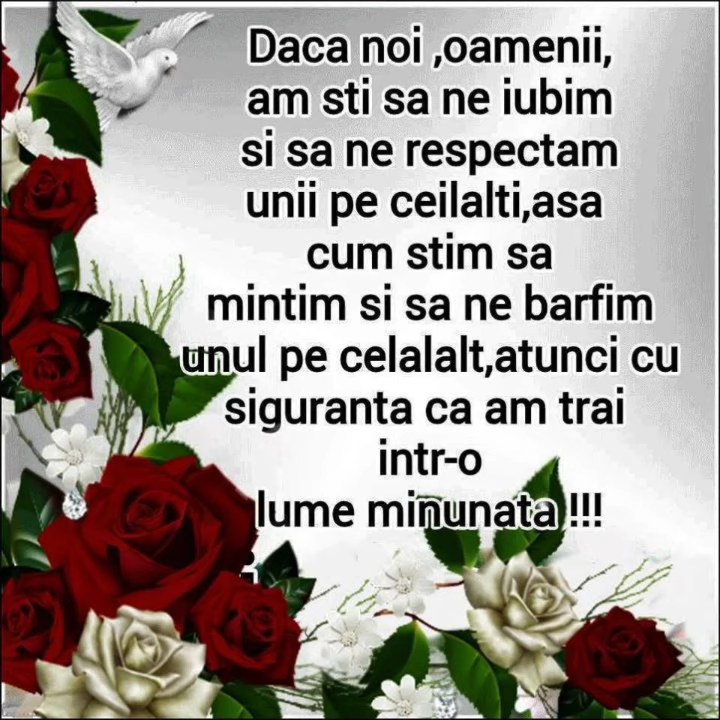 Daca noi ,oamenii,
am sti sa ne iubim
si sa ne respectam
unii pe ceilalti,asa
cum stim sa
mintim si sa ne barfim
unul pe celalalt,atunci cu
siguranta ca am trai
intr-o
lume minunata !!!